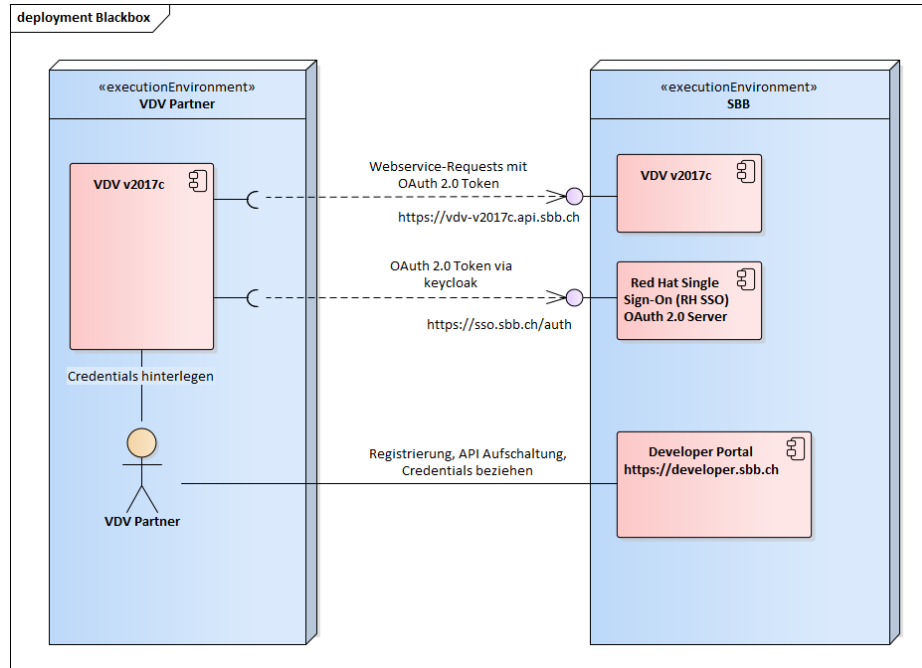 deployment Blackbox
«executionEnvironment»
VDV Partner
VDV v2017c
Credentials hinterlegen
VDV Partner
Webservice-Requests mit
OAuth 2.0 Token
https://vdv-v2017c.api.sbb.ch
OAuth 2.0 Token via
keycloak
https://sso.sbb.ch/auth
Registrierung, API Aufschaltung,
Credentials beziehen
«executionEnvironment»
SBB
VDV v2017c
Red Hat Single
Sign-On (RH SSO)
OAuth 2.0 Server
Developer Portal
https://developer.sbb.ch